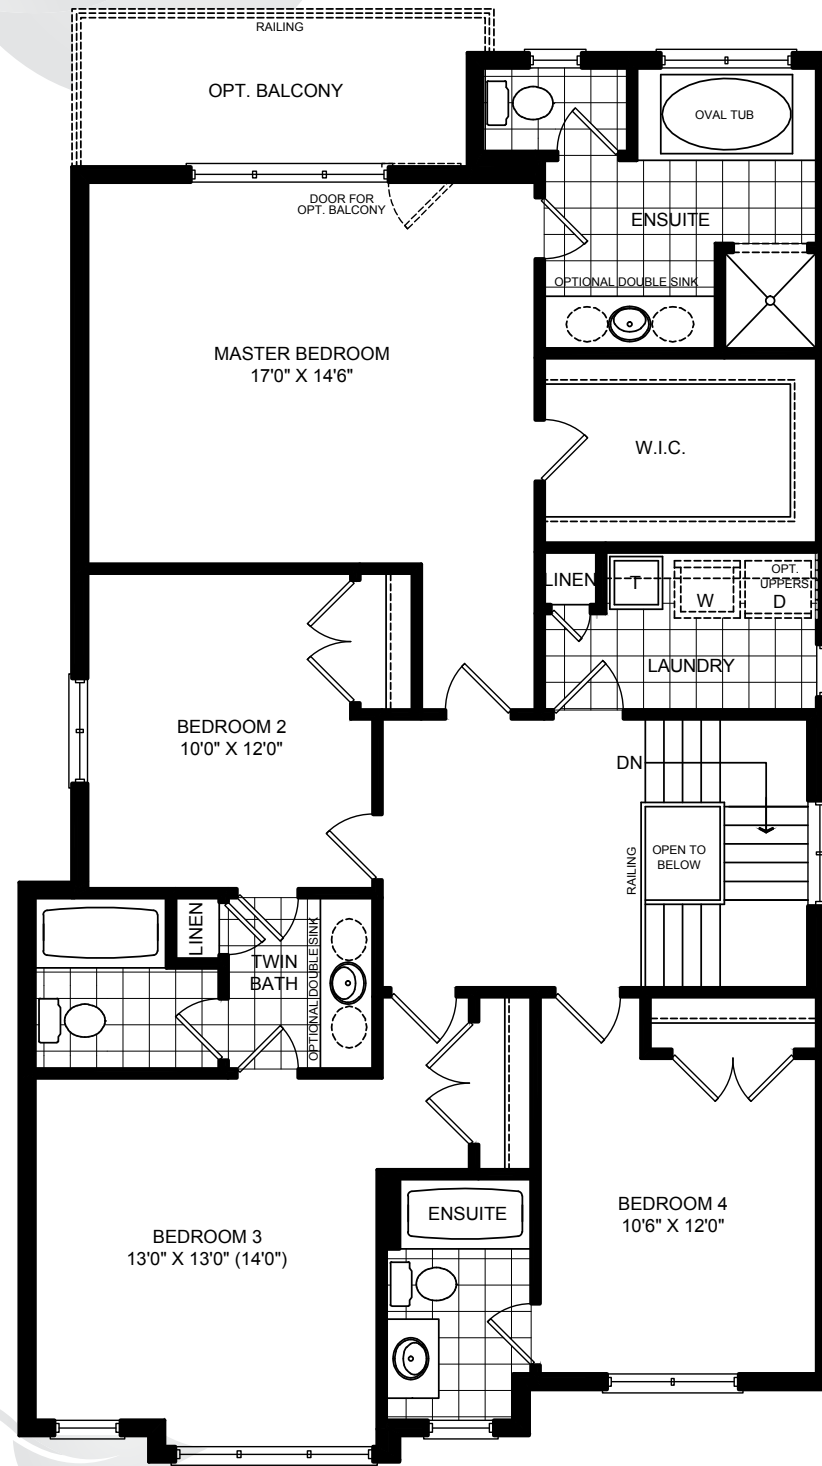 RAILING
OPT. BALCONY
OVAL TUB
DOOR FOR
OPT. BALCONY
ENSUITE
OPTIONAL DOUBLE SINK
MASTER BEDROOM
17'0" X 14'6"
W.I.C.
LINEN
T
W
OPT.
UPPERS
D
LAUNDRY
BEDROOM 2
10'0" X 12'0"
DN
OPEN TO
BELOW
RAILING
LINEN
TWIN
BATH
OPTIONAL DOUBLE SINK
ENSUITE
BEDROOM 4
10'6" X 12'0"
BEDROOM 3
13'0" X 13'0" (14'0")